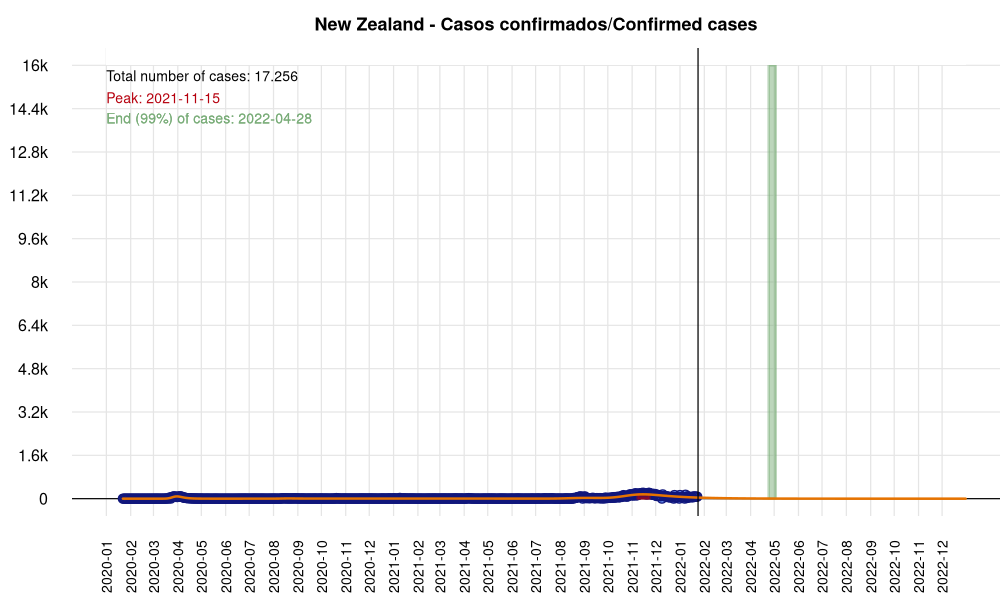 New Zealand - Casos confirmados/Confirmed cases
Total number of cases: 17.256
Peak: 2021-11-15
End (99%) of cases: 2022-04-28
16k
14.4k
12.8k
11.2k
9.6k
8k
6.4k
4.8k
3.2k
1.6k
0
2020-01
2020-02
2020-03
2020-04
2020-05
2020-06
2020-07
2020-08
2020-09
2020-10
2020-11
2020-12
2021-01
2021-02
2021-03
2021-04
2021-05
2021-06
2021-07
2021-08
2021-09
2021-10
2021-11
2021-12
2022-01
2022-02
2022-04
2022-05
2022-06
2022-07
2022-08
2022-09
2022-10
2022-11
2022-12